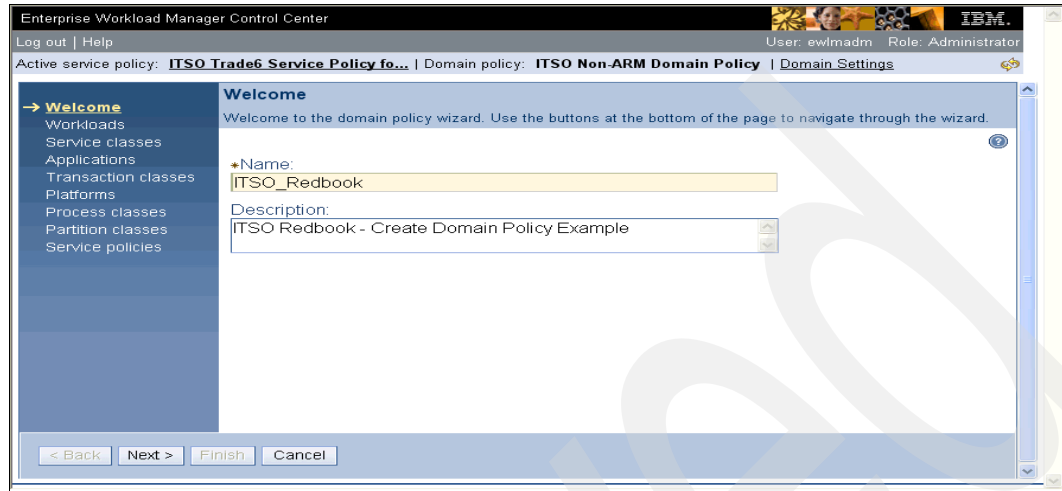 Enterprise Workload Manager Control Center
IBM.
Log out | Help
User: ewlmadm Role: Administrator
Active service policy: ITSO Trade6 Service Policy fo... | Domain policy: ITSO Non-ARM Domain Policy | Domain Settings
→ Welcome
Workloads
Service classes
Applications
Transaction classes
Platforms
Process classes
Partition classes
Service policies
Welcome
Welcome to the domain policy wizard. Use the buttons at the bottom of the page to navigate through the wizard.
?
*Name:
ITSO_Redbook
Description:
ITSO Redbook - Create Domain Policy Example
< Back
Next >
Finish
Cancel